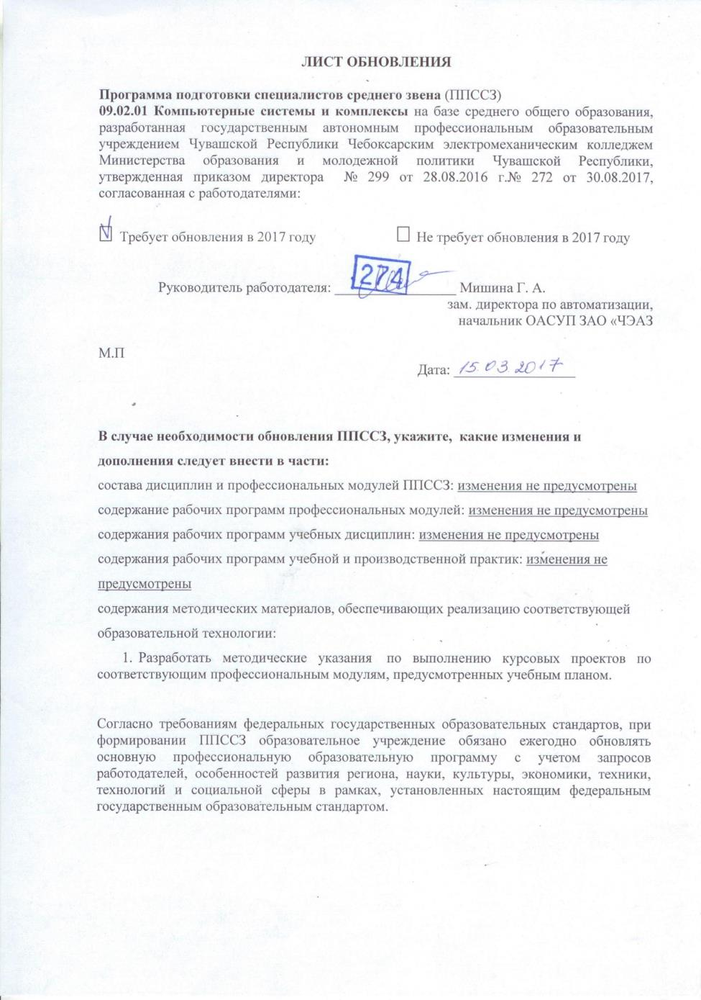 ЛИСТ ОБНОВЛЕНИЯ
Программа подготовки специалистов среднего звена (ППССЗ)
09.02.01 Компьютерные системы и комплексы на базе среднего общего образования,
разработанная государственным автономным профессиональным образовательным
учреждением Чувашской Республики Чебоксарским электромеханическим колледжем
Министерства образования и молодежной политики Чувашской Республики,
утвержденная приказом директора № 299 от 28.08.2016 г.№ 272 от 30.08.2017,
согласованная с работодателями:
Требует обновления в 2017 году Не требует обновления в 2017 году
274
Руководитель работодателя: Мишина Г. А.
зам. директора по автоматизации,
начальник ОАСУП ЗАО «ЧЭАЗ
М.П
Дата: 15.03.2017
В случае необходимости обновления ППССЗ, укажите, какие изменения и
дополнения следует внести в части:
состава дисциплин и профессиональных модулей ППССЗ: изменения не предусмотрены
содержание рабочих программ профессиональных модулей: изменения не предусмотрены
содержания рабочих программ учебных дисциплин: изменения не предусмотрены
содержания рабочих программ учебной и производственной практик: изменения не
предусмотрены
содержания методических материалов, обеспечивающих реализацию соответствующей
образовательной технологии:
1. Разработать методические указания по выполнению курсовых проектов по
соответствующим профессиональным модулям, предусмотренных учебным планом.
Согласно требованиям федеральных государственных образовательных стандартов, при
формировании ППССЗ образовательное учреждение обязано ежегодно обновлять
основную профессиональную образовательную программу с учетом запросов
работодателей, особенностей развития региона, науки, культуры, экономики, техники,
технологий и социальной сферы в рамках, установленных настоящим федеральным
государственным образовательным стандартом.